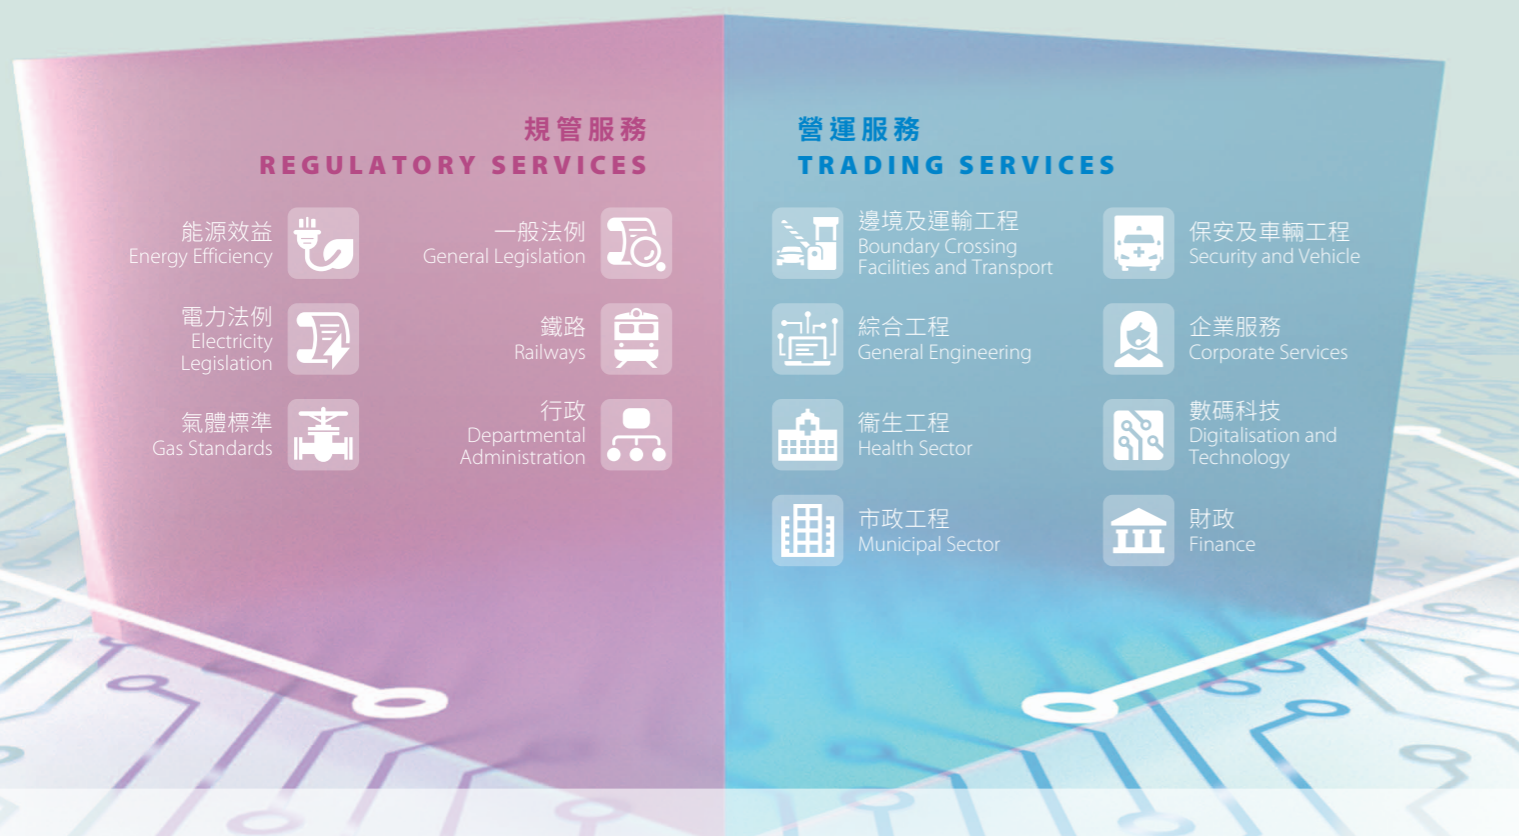 規管服務
REGULATORY SERVICES
能源效益
Energy Efficiency
電力法例
Electricity
Legislation
氣體標準
Gas Standards
一般法例
General Legislation
鐵路
Railways
行政
Departmental
Administration
營運服務
TRADING SERVICES
邊境及運輸工程
Boundary Crossing
Facilities and Transport
綜合工程
General Engineering
衞生工程
Health Sector
市政工程
Municipal Sector
保安及車輛工程
Security and Vehicle
企業服務
Corporate Services
數碼科技
Digitalisation and
Technology
財政
Finance